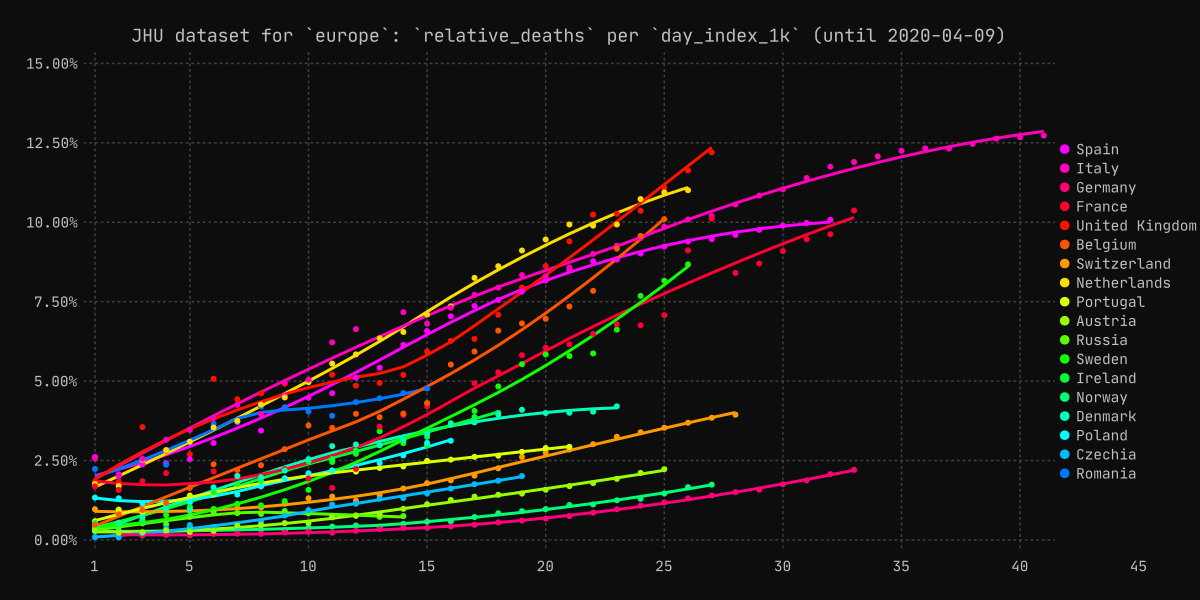 JHU dataset for `europe`: `relative_deaths` per `day_index_1k` (until 2020-04-09)
15.00%
12.50%
10.00%
7.50%
5.00%
2.50%
0.00%
1 5 10 15 20 25 30 35 40 45
Spain
Italy
Germany
France
United Kingdom
Belgium
Switzerland
Netherlands
Portugal
Austria
Russia
Sweden
Ireland
Norway
Denmark
Poland
Czechia
Romania